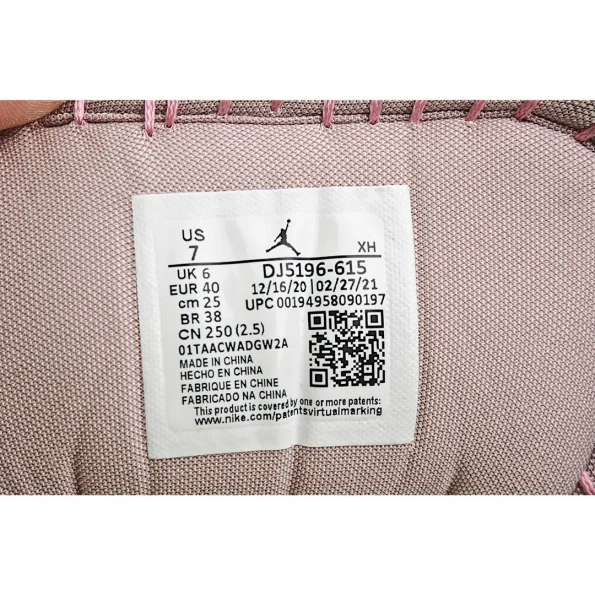 US
7
XH
UK 6
DJ5196-615
EUR 40
12/16/20 | 02/27/21
cm 25
UPC 00194958090197
BR 38
CN 250 (2.5)
01TAACWADGW2A
MADE IN CHINA
HECHO EN CHINA
FABRIQUE EN CHINE
FABRICADO NA CHINA
This product is covered by one or more patents:
www.nike.com/patentsvirtualmarking